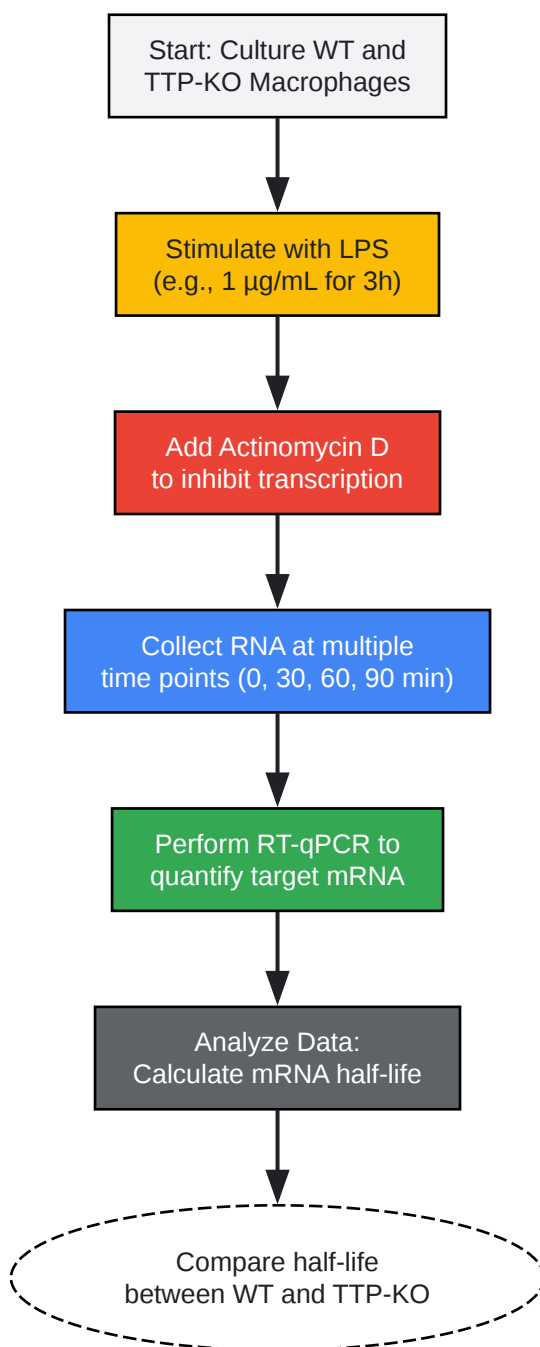 Start: Culture WT and
TTP-KO Macrophages
Stimulate with LPS
(e.g., 1 µg/mL for 3h)
Add Actinomycin D
to inhibit transcription
Collect RNA at multiple
time points (0, 30, 60, 90 min)
Perform RT-qPCR to
quantify target mRNA
Analyze Data:
Calculate mRNA half-life
Compare half-life
between WT and TTP-KO